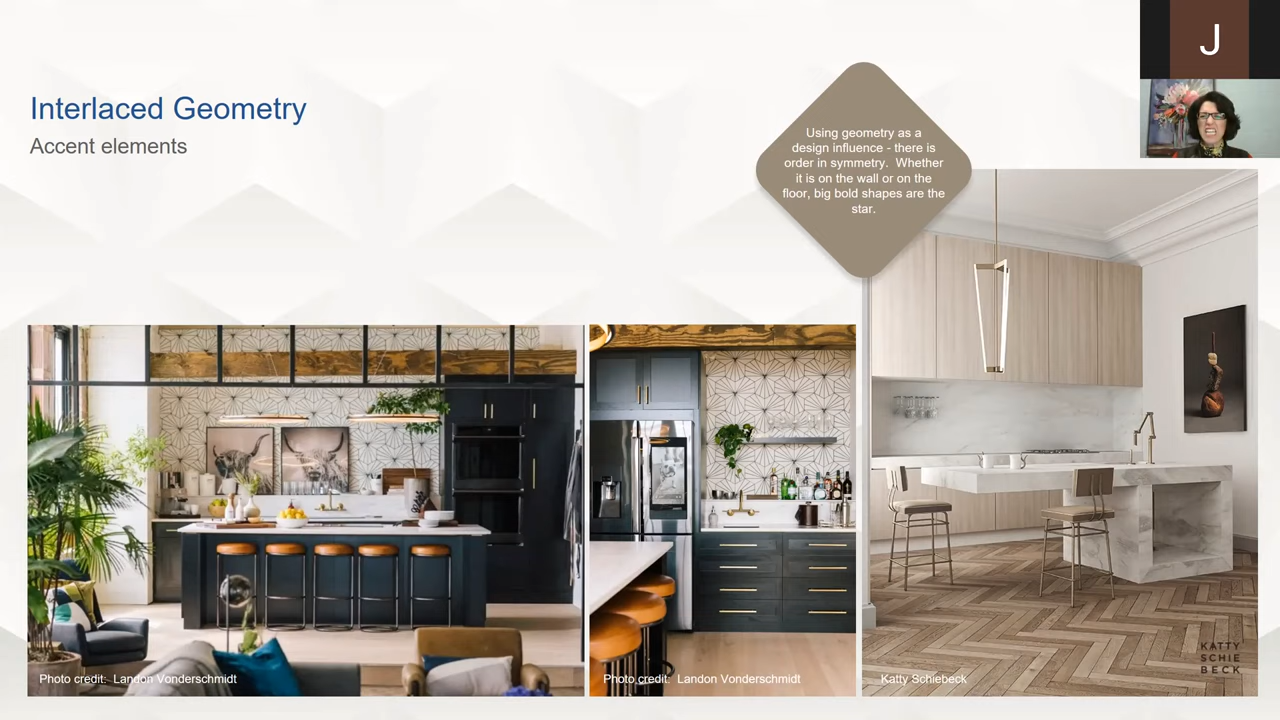 J
Interlaced Geometry
Accent elements
Using geometry as a
design influence - there is
order in symmetry.  Whether
it is on the wall or on the
floor, big bold shapes are the
star.
Photo credit:  Landon Vonderschmidt
Photo credit:  Landon Vonderschmidt
Katty Schiebeck
KATTY
SCHIE
BECK